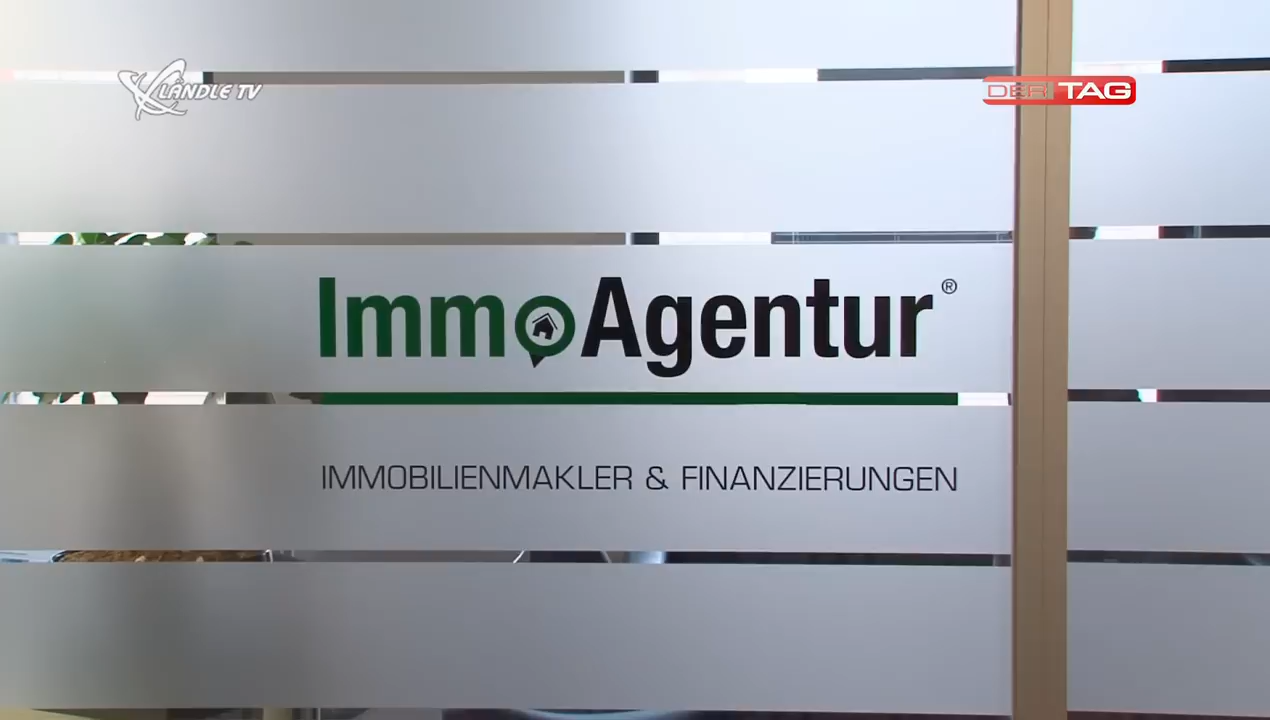 LÄNDLE TV
DER TAG
ImmoAgentur®
IMMOBILIENMAKLER & FINANZIERUNGEN